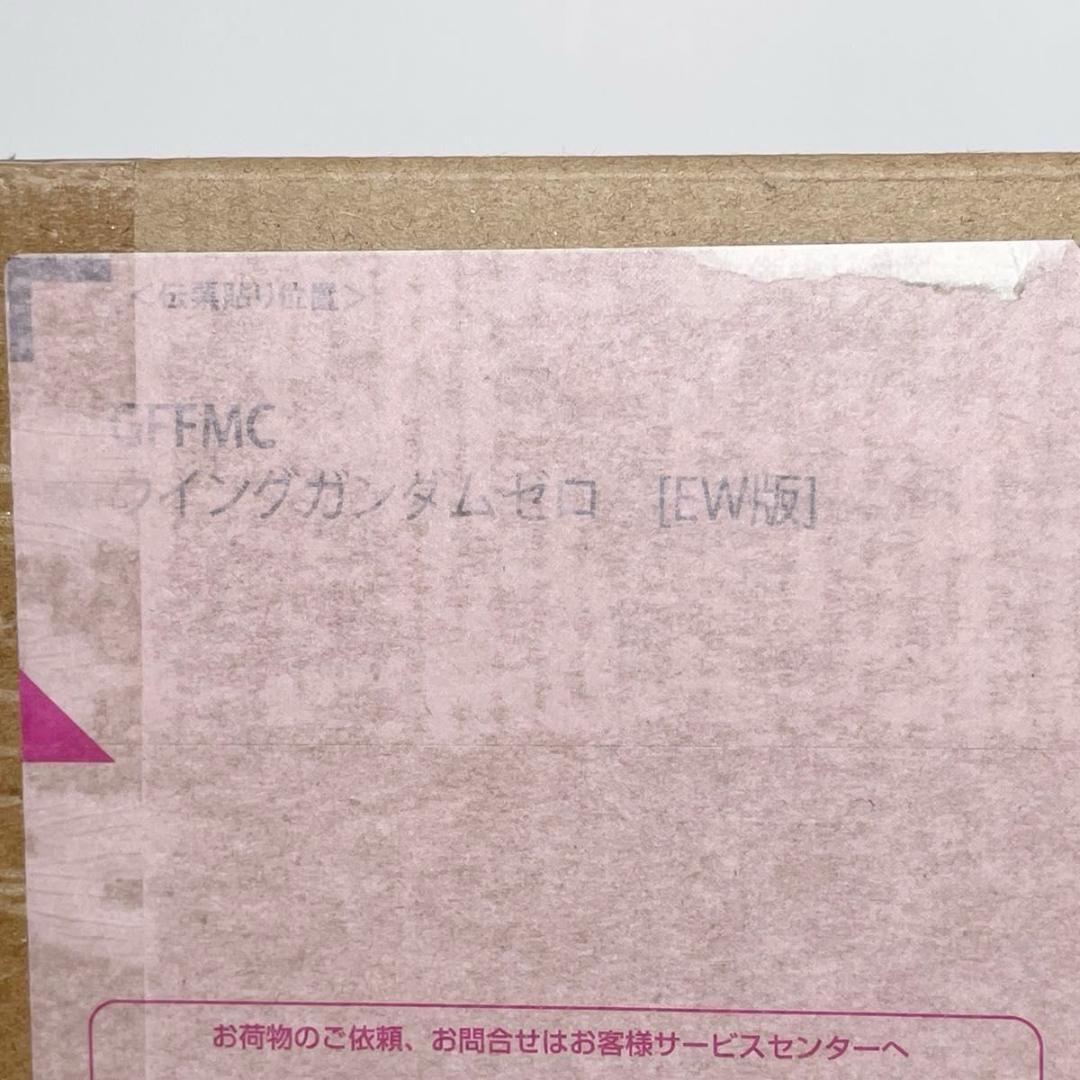 <伝票貼り位置>
GFFMC
ウイングガンダムゼロ　[EW版]
お荷物のご依頼、お問合せはお客様サービスセンターへ